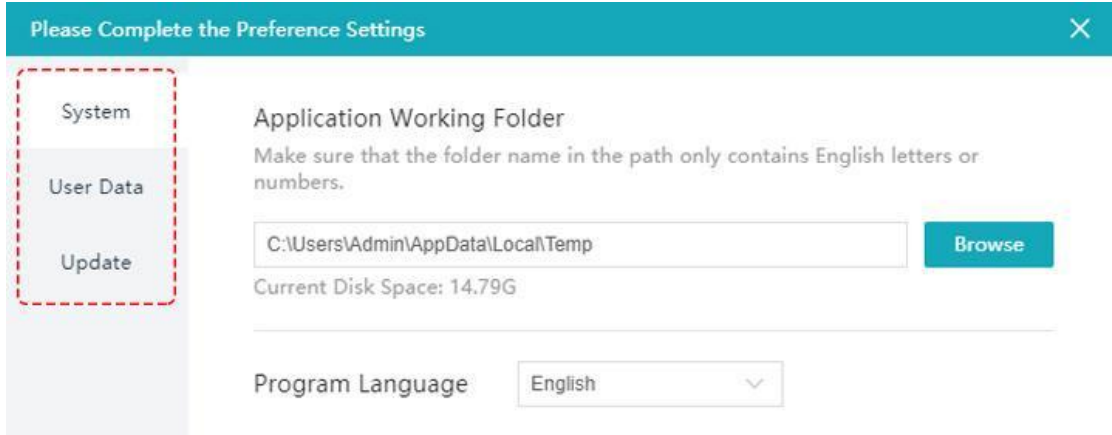 Please Complete the Preference Settings
System
User Data
Update
Application Working Folder
Make sure that the folder name in the path only contains English letters or
numbers.
C:\Users\Admin\AppData\Local\Temp
Browse
Current Disk Space: 14.79G
Program Language
English